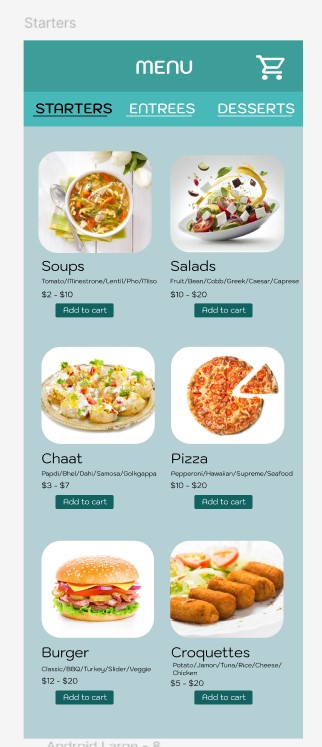 Starters
MENU
STARTERS ENTREES DESSERTS
Soups
Tomato/Minestrone/Lentil/Pho/Miso
$2 - $10
Add to cart
Salads
Fruit/Bean/Cobb/Greek/Caesar/Caprese
$10 - $20
Add to cart
Chaat
Papdi/Bhel/Dahi/Samosa/Golkgappa
$3 - $7
Add to cart
Pizza
Pepperoni/Hawaiian/Supreme/Seafood
$10 - $20
Add to cart
Burger
Classic/BBQ/Turkey/Slider/Veggie
$12 - $20
Add to cart
Croquettes
Potato/Jamon/Tuna/Rice/Cheese/
Chicken
$5 - $20
Add to cart
Android Large - 8